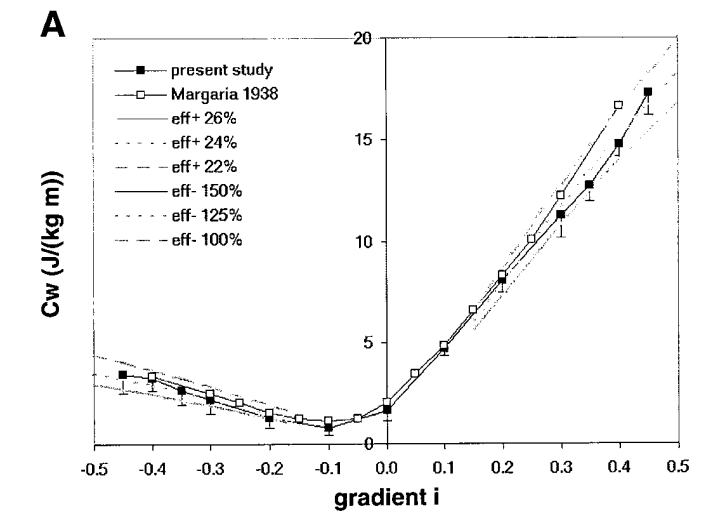 A
20
present study
Margaria 1938
eff+ 26%
eff+ 24%
eff+ 22%
eff- 150%
eff- 125%
eff- 100%
15
10
5
0
Cw (J/(kg m))
-0.5 -0.4 -0.3 -0.2 -0.1 0.0 0.1 0.2 0.3 0.4 0.5
gradient i